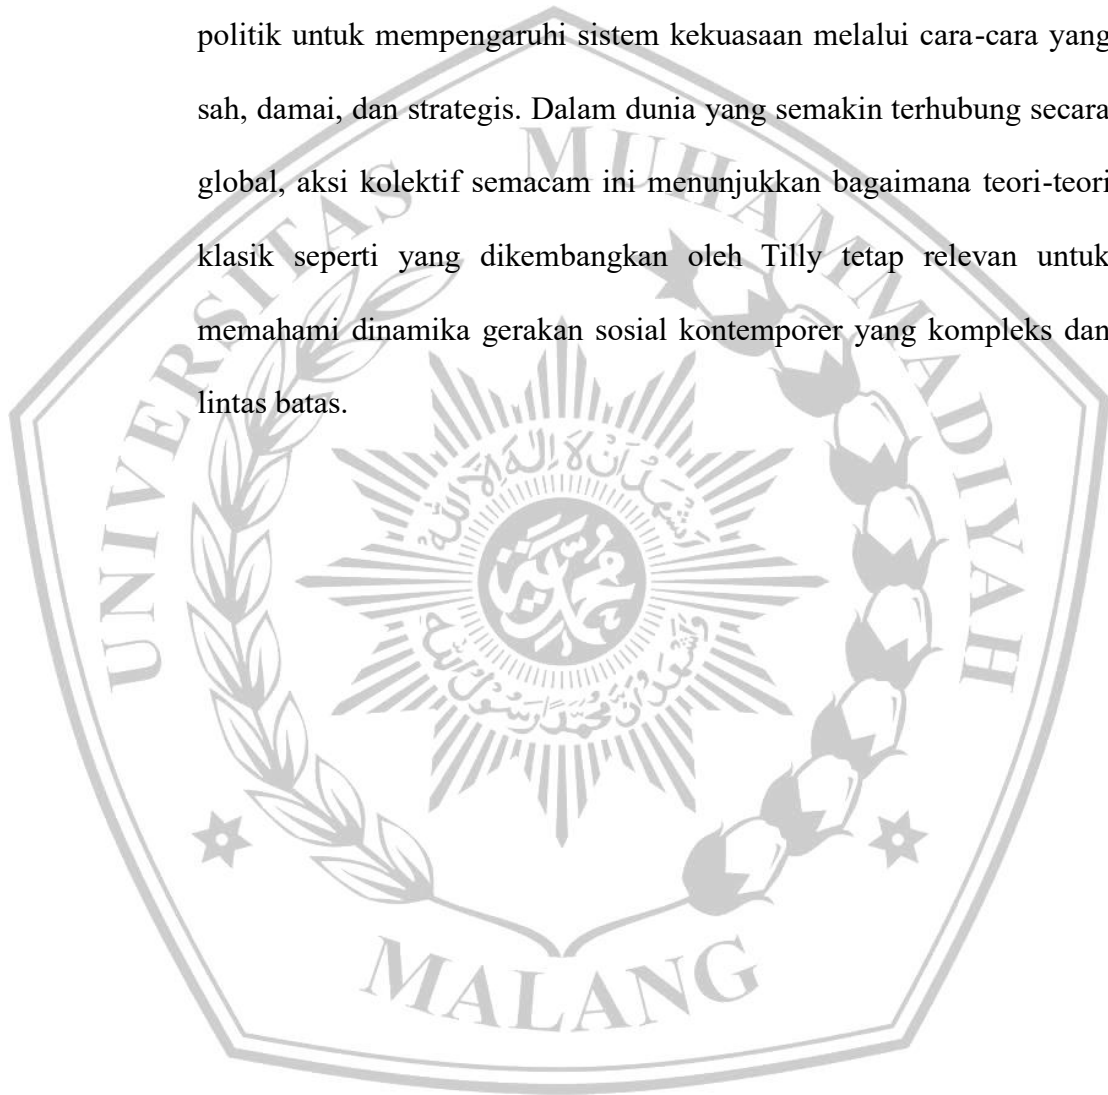 politik untuk mempengaruhi sistem kekuasaan melalui cara-cara yang
sah, damai, dan strategis. Dalam dunia yang semakin terhubung secara
global, aksi kolektif semacam ini menunjukkan bagaimana teori-teori
klasik seperti yang dikembangkan oleh Tilly tetap relevan untuk
memahami dinamika gerakan sosial kontemporer yang kompleks dan
lintas batas.
UNIVERSITAS MUHAMMADIYAH
MALANG